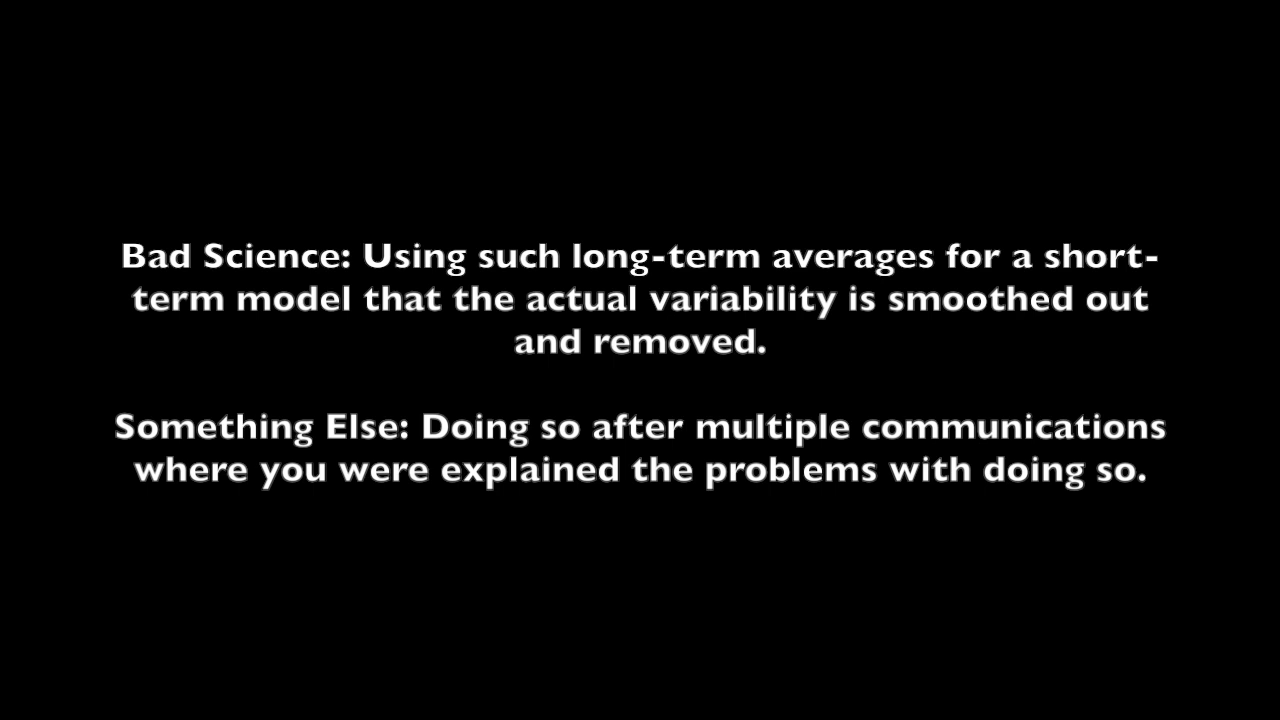 Bad Science: Using such long-term averages for a short-
term model that the actual variability is smoothed out
and removed.
Something Else: Doing so after multiple communications
where you were explained the problems with doing so.